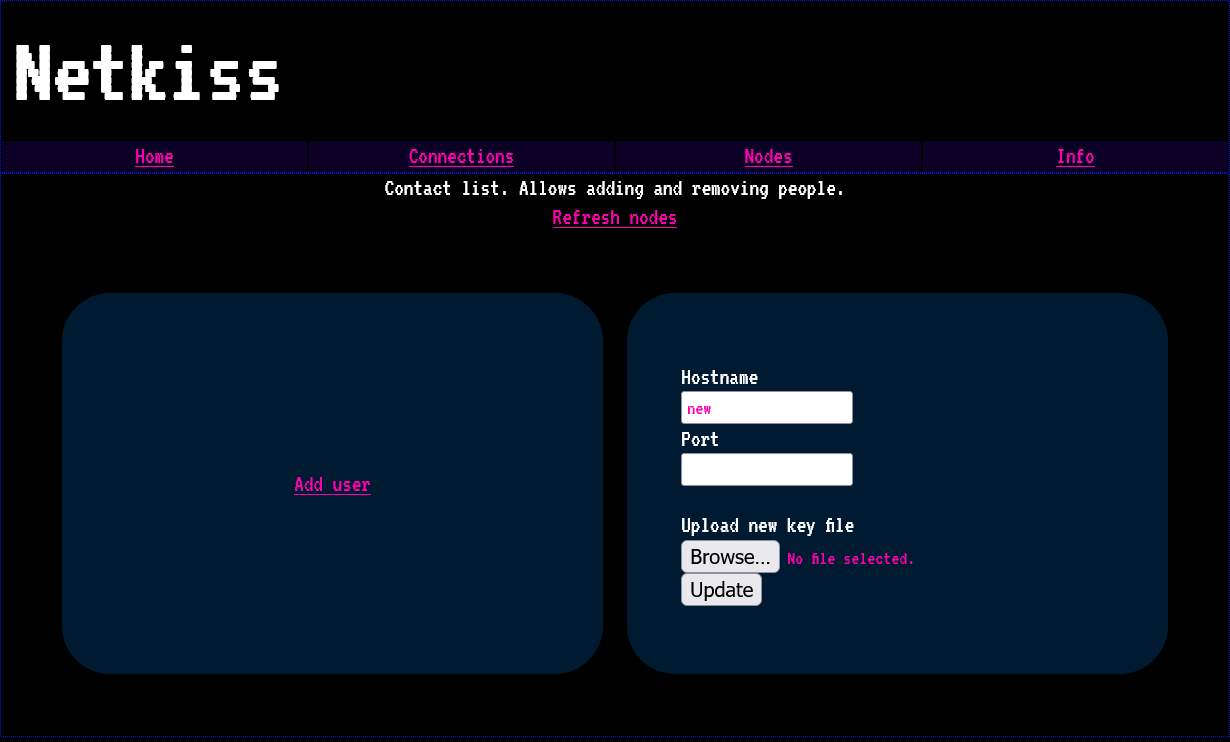 Netkiss
Home Connections Nodes Info
Contact list. Allows adding and removing people.
Refresh nodes
Add user
Hostname
new
Port
Upload new key file
Browse... No file selected.
Update